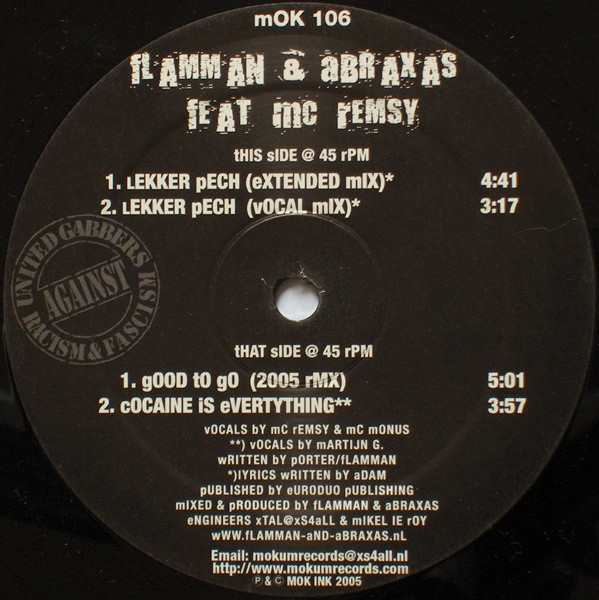 mOK 106
fLAMMAN & aBRAXAS
fEAT mC rEMSY
tHIS sIDE @ 45 rPM
1. lEKKER pECH (eXTENDED mIX)* 4:41
2. lEKKER pECH (vOCAL mIX)* 3:17
UNITED GABBERS
AGAINST
RACISM & FASCISM
tHAT sIDE @ 45 rPM
1. gOOD tO gO (2005 rMX) 5:01
2. cOCAINE iS eVERTYTHING** 3:57
vOCALS bY mC rEMSY & mC mONUS
**) vOCALS bY mARTIJN G.
wRITTEN bY pORTER/fLAMMAN
*)lYRICS wRITTEN bY aDAM
pUBLISHED bY eURODUO pUBLISHING
mIXED & pRODUCED bY fLAMMAN & aBRAXAS
eNGINEERS xTAL@xS4aLL & mIKEL lE rOY
wWW.fLAMMAN-aND-aBRAXAS.nL
Email: mokumrecords@xs4all.nl
http://www.mokumrecords.com
℗ & © MOK INK 2005